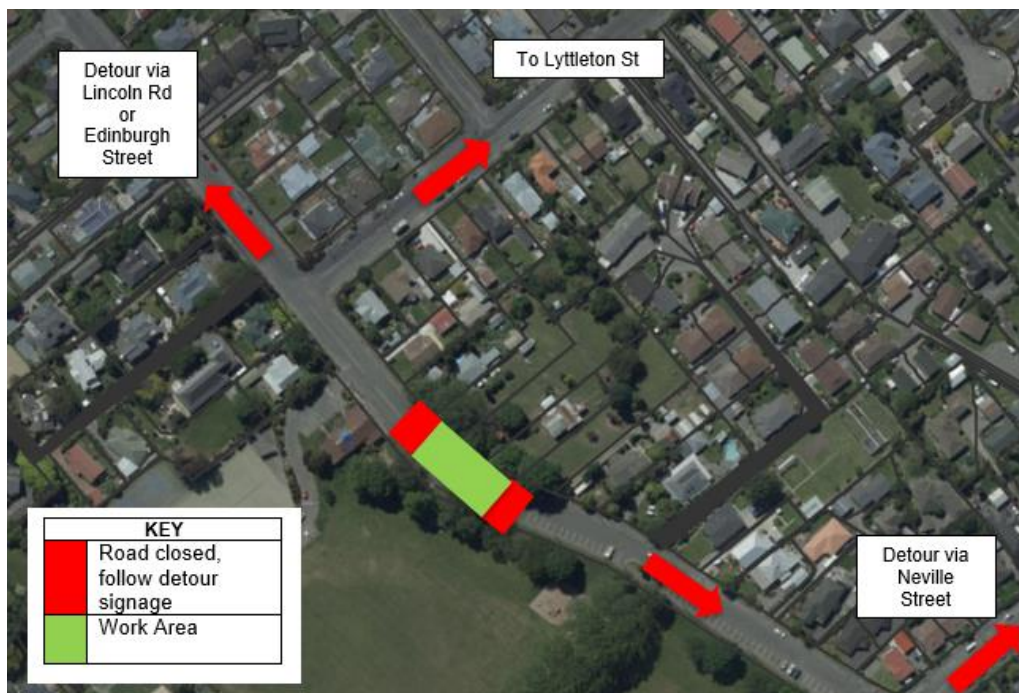 Detour via
Lincoln Rd
or
Edinburgh
Street
To Lyttleton St
Detour via
Neville
Street
KEY
Road closed,
follow detour
signage
Work Area